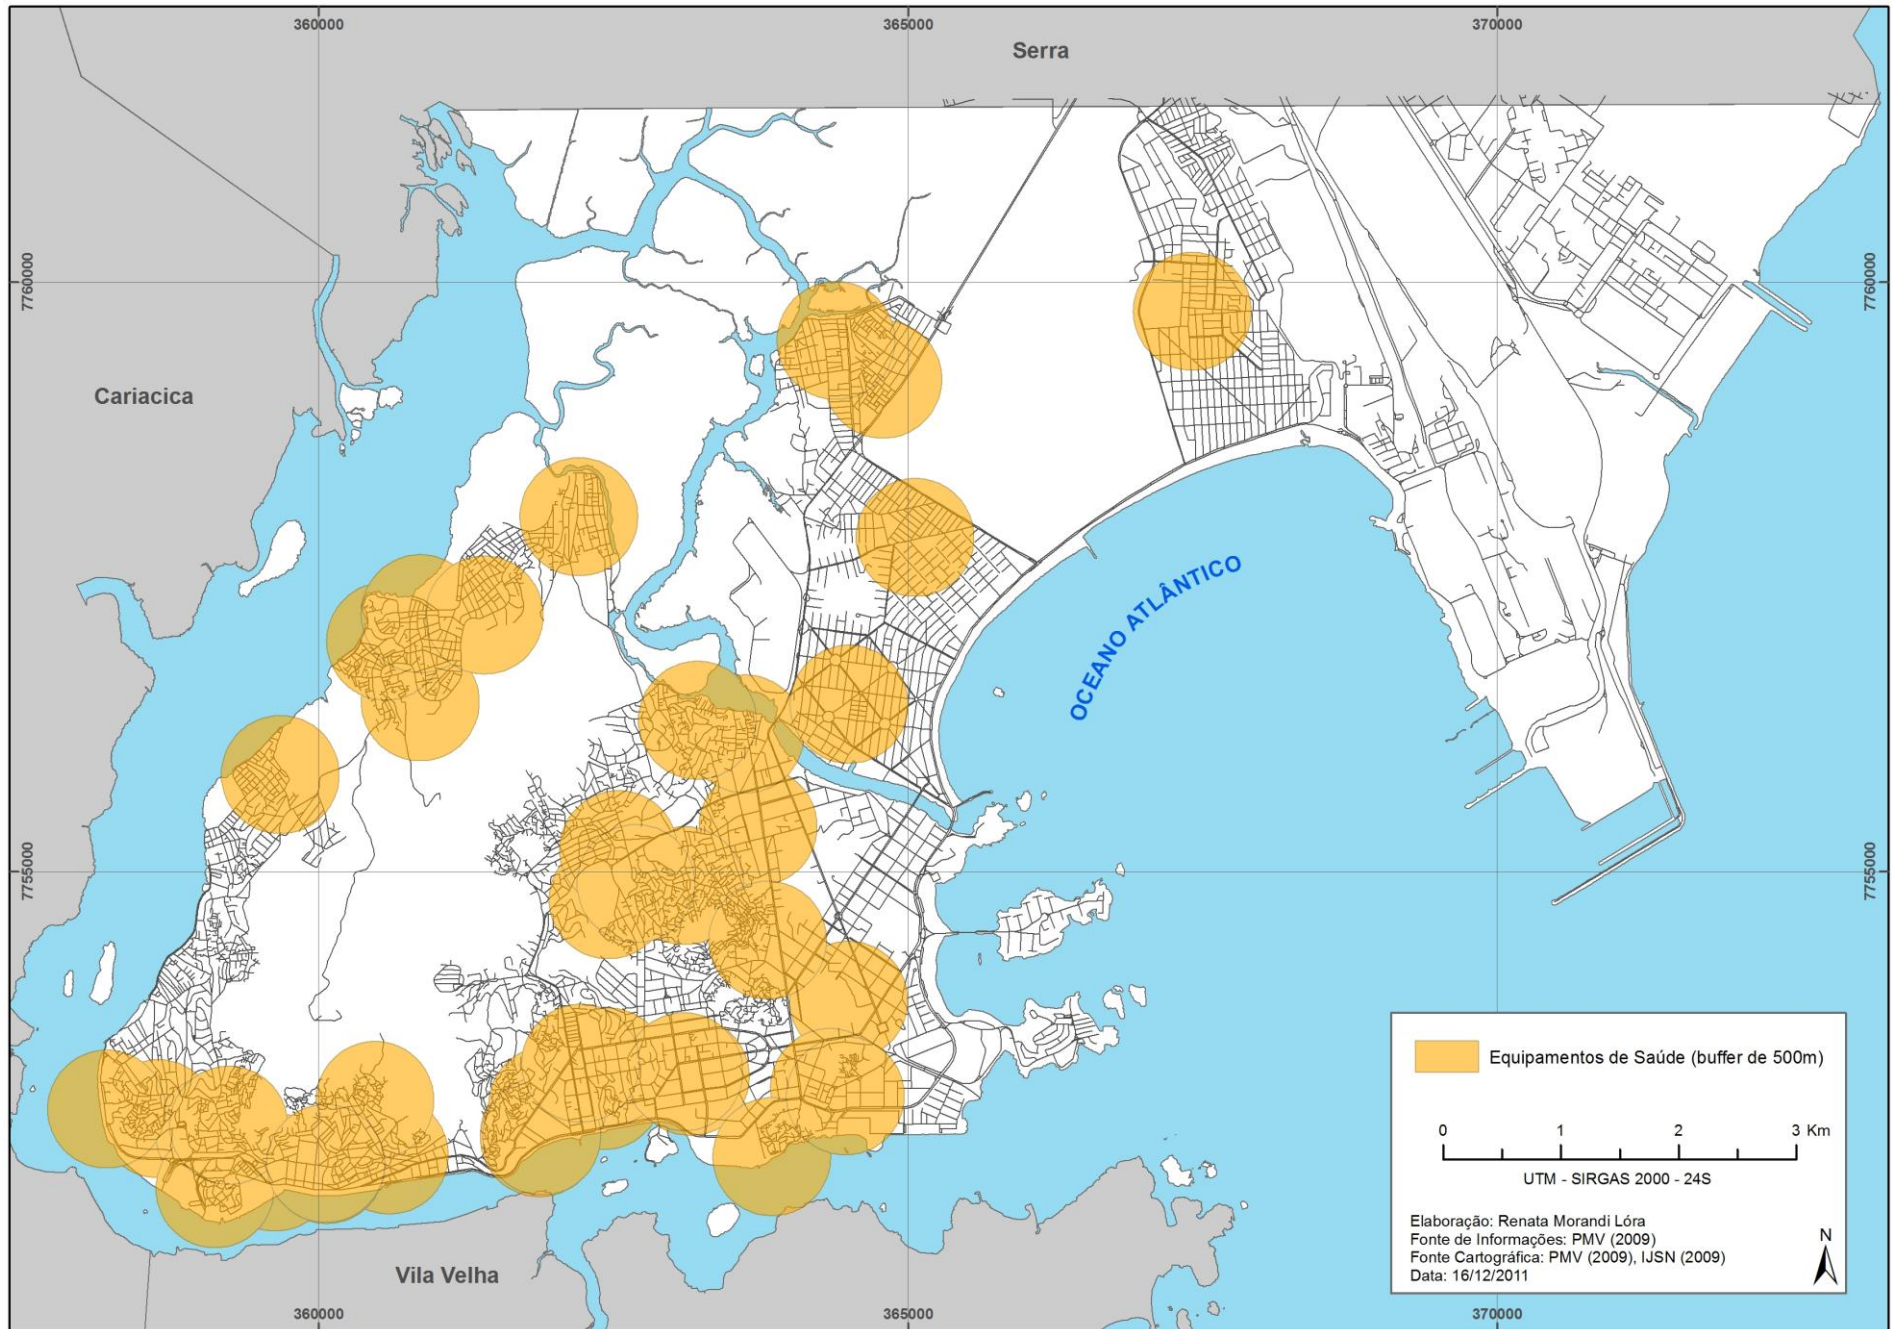 360000
365000
370000
Serra
7760000
7760000
Cariacica
OCEANO ATLÂNTICO
7755000
7755000
Equipamentos de Saúde (buffer de 500m)
0 1 2 3 Km
UTM - SIRGAS 2000 - 24S
Elaboração: Renata Morandi Lóra
Fonte de Informações: PMV (2009)
Fonte Cartográfica: PMV (2009), IJSN (2009)
Data: 16/12/2011
N
Vila Velha
360000
365000
370000